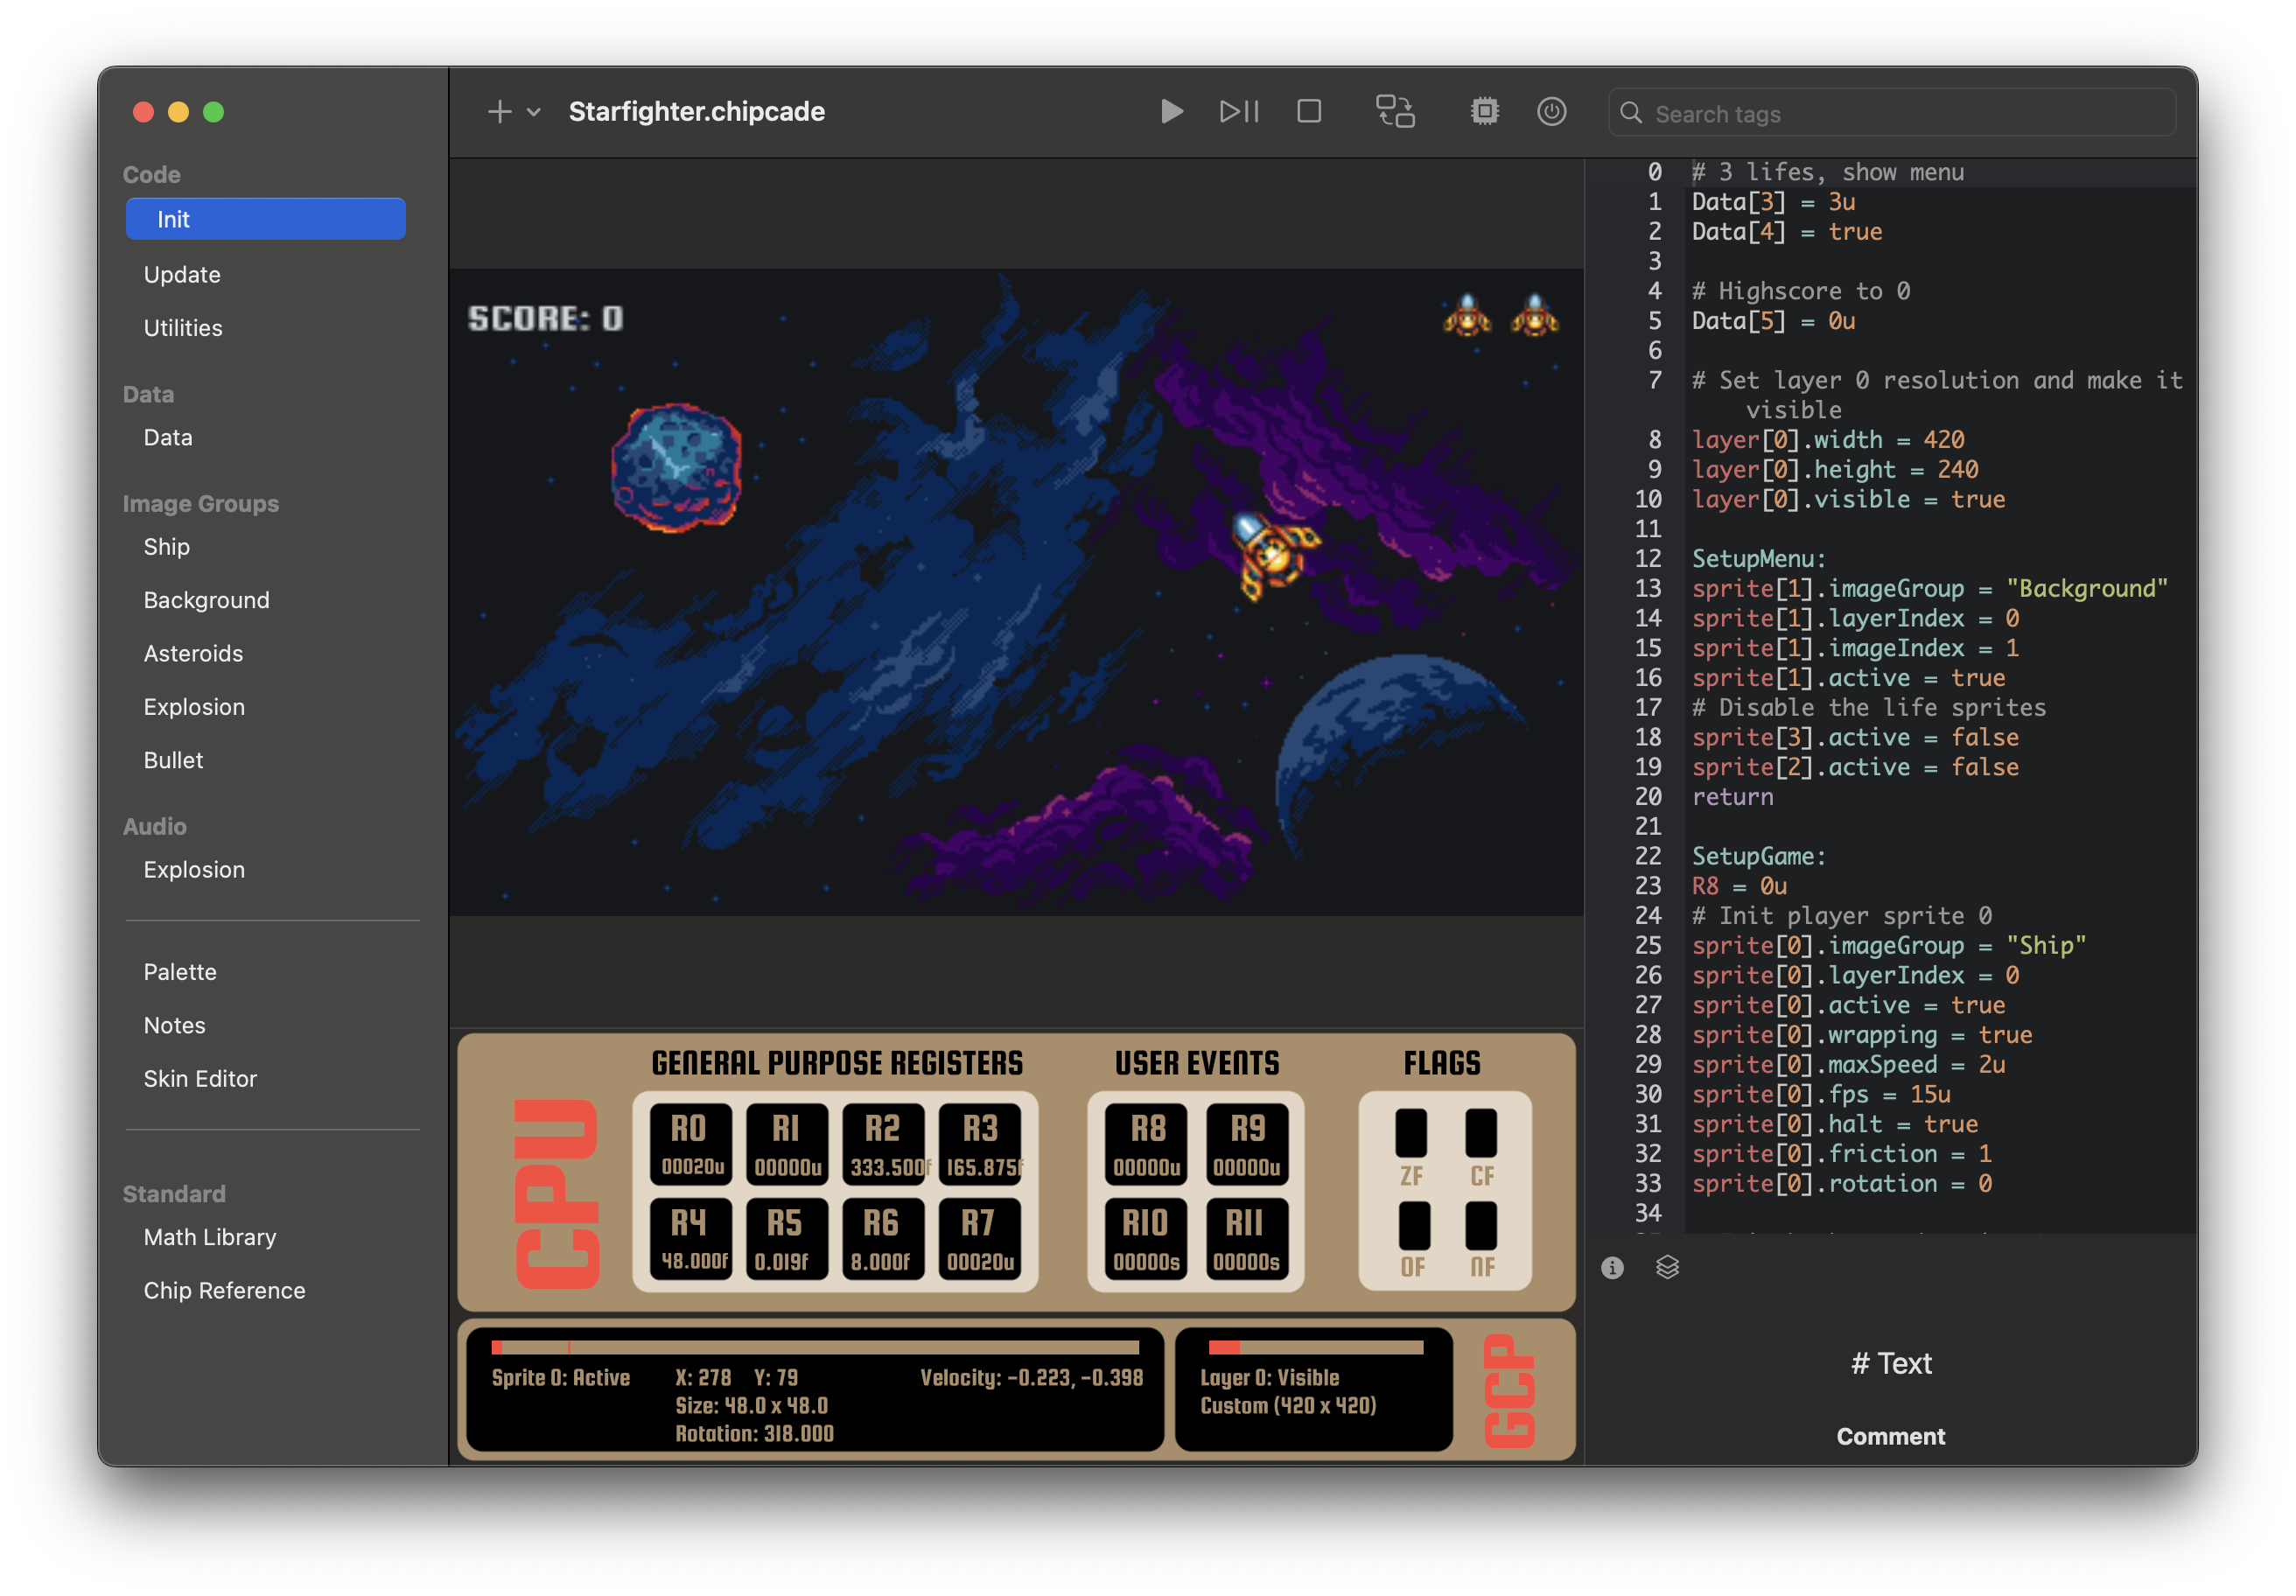 Starfighter.chipcade
Search tags
Code
Init
Update
Utilities
Data
Data
Image Groups
Ship
Background
Asteroids
Explosion
Bullet
Audio
Explosion
Palette
Notes
Skin Editor
Standard
Math Library
Chip Reference
SCORE: 0
GENERAL PURPOSE REGISTERS
USER EVENTS
FLAGS
CPU
R0
00020u
R1
00000u
R2
333.500f
R3
165.875f
R4
48.000f
R5
0.019f
R6
8.000f
R7
00020u
R8
00000u
R9
00000u
R10
00000s
R11
00000s
ZF
CF
OF
NF
Sprite 0: Active
X: 278 Y: 79
Velocity: -0.223, -0.398
Size: 48.0 x 48.0
Rotation: 318.000
Layer 0: Visible
Custom (420 x 420)
GCP
0 # 3 lifes, show menu
1 Data[3] = 3u
2 Data[4] = true
3
4 # Highscore to 0
5 Data[5] = 0u
6
7 # Set layer 0 resolution and make it
visible
8 layer[0].width = 420
9 layer[0].height = 240
10 layer[0].visible = true
11
12 SetupMenu:
13 sprite[1].imageGroup = "Background"
14 sprite[1].layerIndex = 0
15 sprite[1].imageIndex = 1
16 sprite[1].active = true
17 # Disable the life sprites
18 sprite[3].active = false
19 sprite[2].active = false
20 return
21
22 SetupGame:
23 R8 = 0u
24 # Init player sprite 0
25 sprite[0].imageGroup = "Ship"
26 sprite[0].layerIndex = 0
27 sprite[0].active = true
28 sprite[0].wrapping = true
29 sprite[0].maxSpeed = 2u
30 sprite[0].fps = 15u
31 sprite[0].halt = true
32 sprite[0].friction = 1
33 sprite[0].rotation = 0
34
# Text
Comment